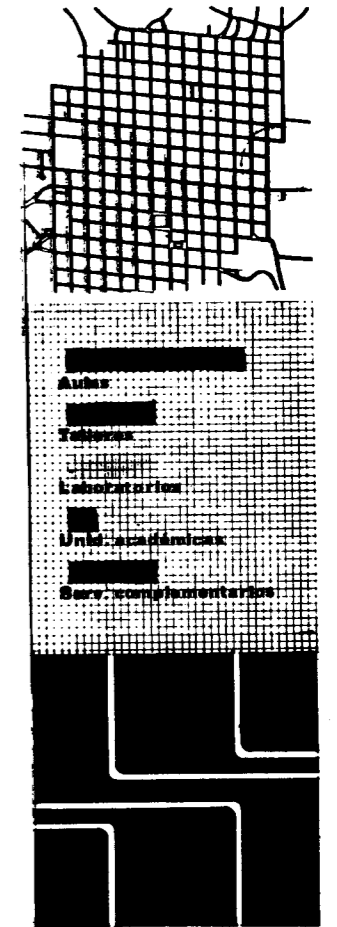 Aulas
Talleres
Laboratorios
Unid. académicas
Serv. complementarios